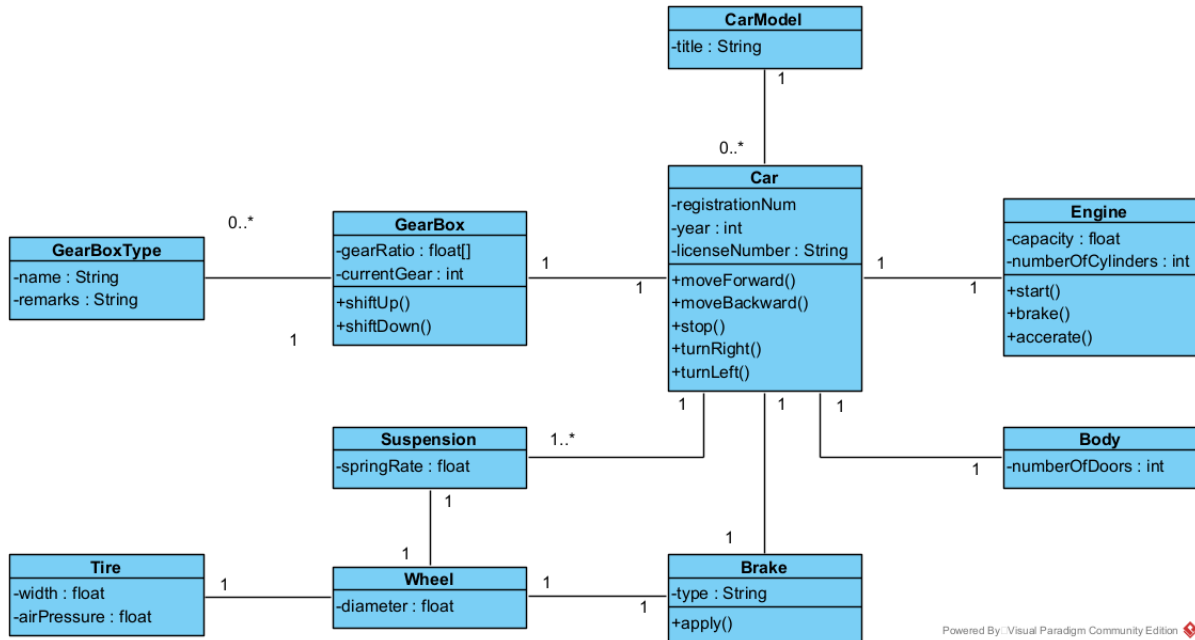 CarModel
-title : String
1
0..*
Car
-registrationNum
-year : int
-licenseNumber : String
+moveForward()
+moveBackward()
+stop()
+turnRight()
+turnLeft()
0..*
GearBoxType
-name : String
-remarks : String
1
GearBox
-gearRatio : float[]
-currentGear : int
+shiftUp()
+shiftDown()
1
1
1
1
Engine
-capacity : float
-numberOfCylinders : int
+start()
+brake()
+accerate()
1
1
1
Suspension
-springRate : float
1..*
Body
-numberOfDoors : int
1
1
1
1
Tire
-width : float
-airPressure : float
1
Wheel
-diameter : float
1
1
Brake
-type : String
+apply()
Powered By Visual Paradigm Community Edition